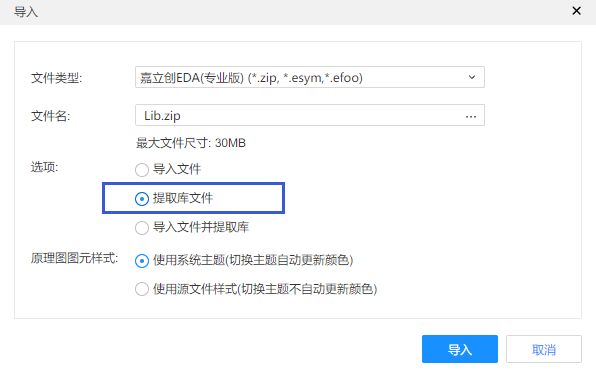 导入
文件类型: 嘉立创EDA(专业版) (*.zip, *.esym,*.efoo)
文件名: Lib.zip ...
最大文件尺寸: 30MB
选项: 导入文件
提取库文件
导入文件并提取库
原理图图元样式: 使用系统主题(切换主题自动更新颜色)
使用源文件样式(切换主题不自动更新颜色)
导入 取消